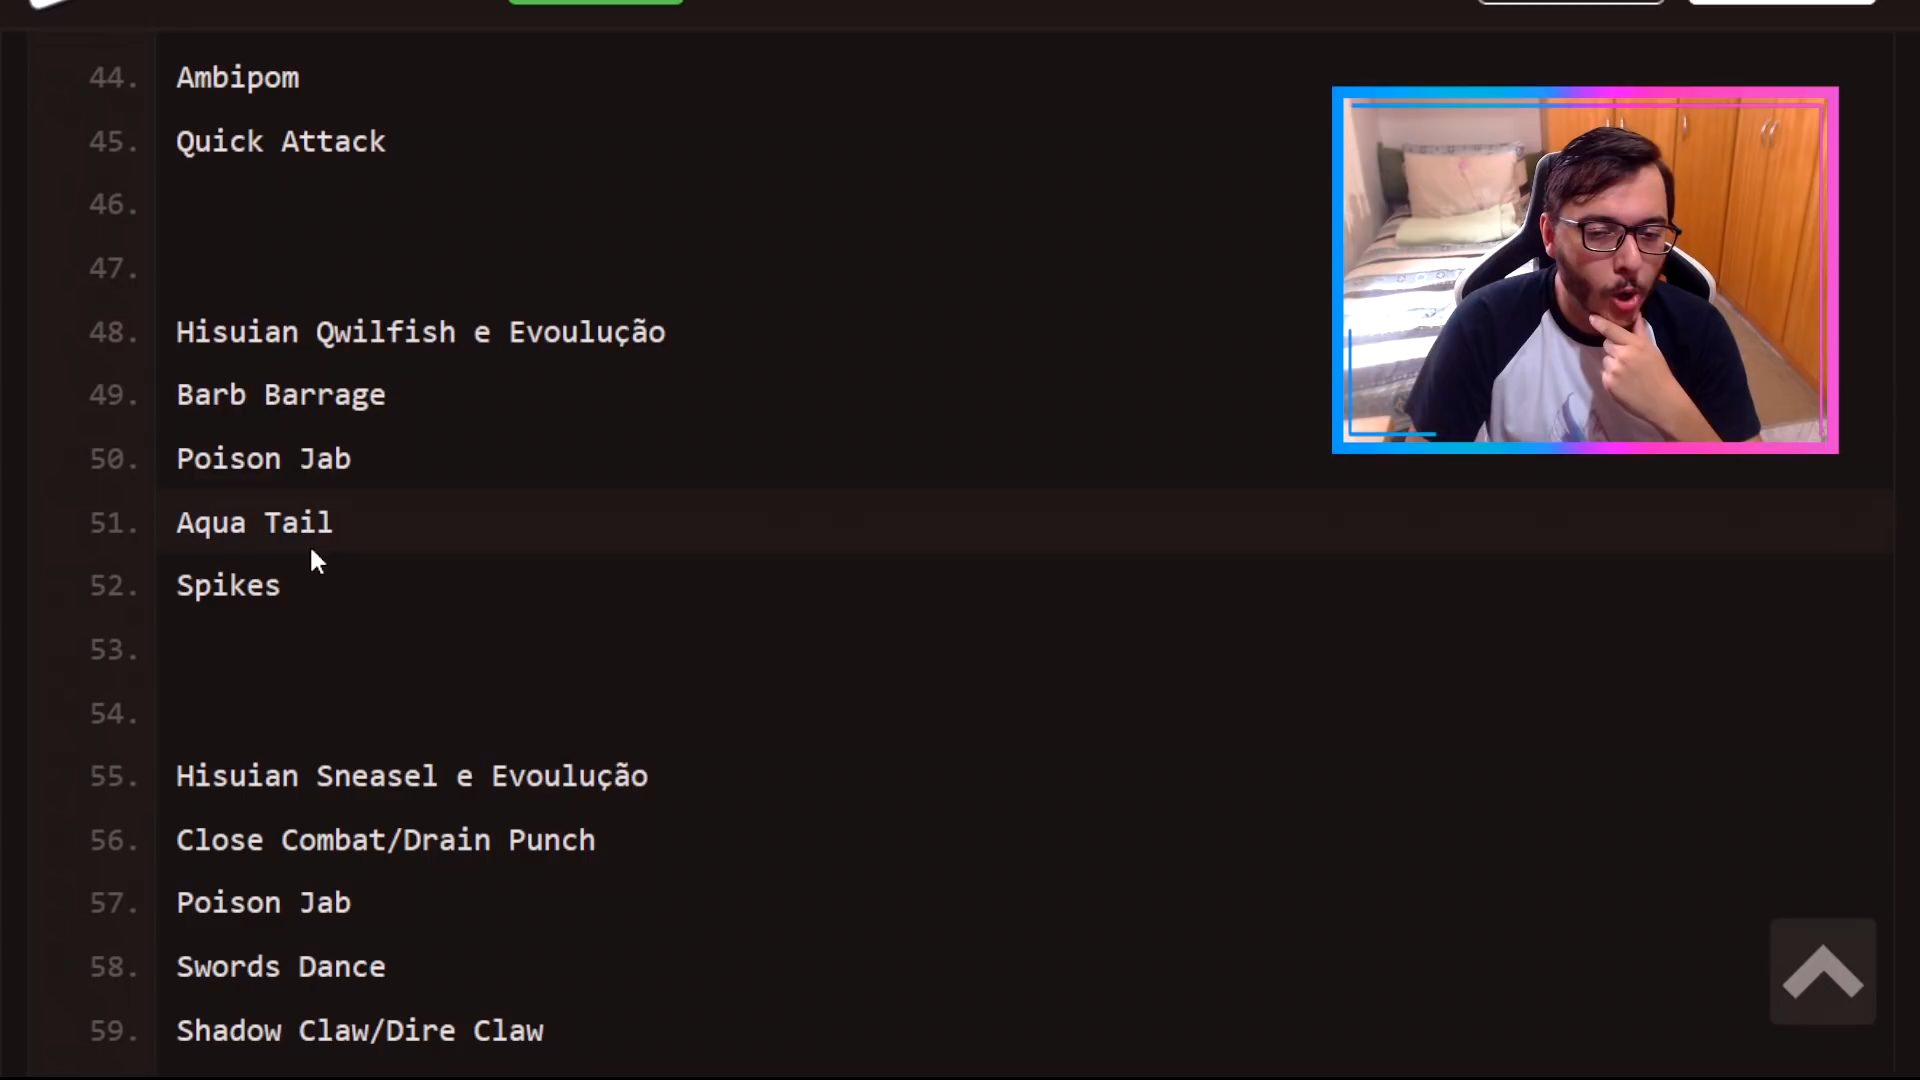 44. Ambipom
45. Quick Attack
46.
47.
48. Hisuian Qwilfish e Evoulução
49. Barb Barrage
50. Poison Jab
51. Aqua Tail
52. Spikes
53.
54.
55. Hisuian Sneasel e Evoulução
56. Close Combat/Drain Punch
57. Poison Jab
58. Swords Dance
59. Shadow Claw/Dire Claw